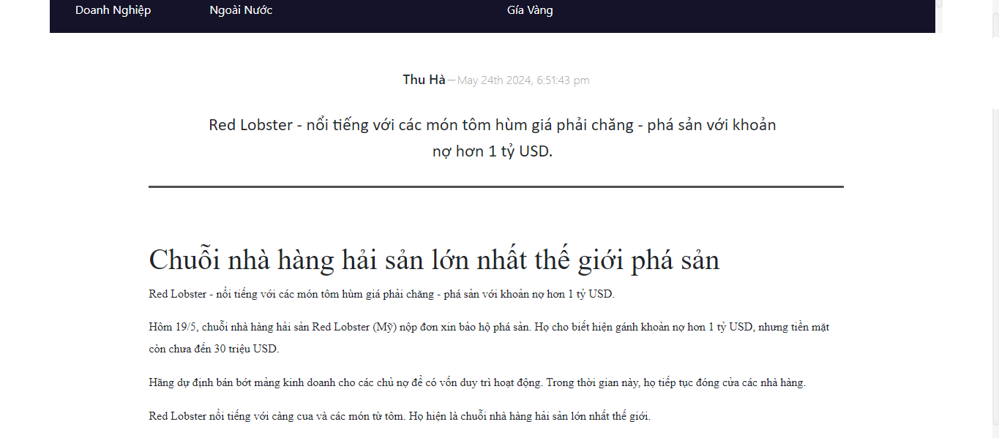 Doanh Nghiệp Ngoài Nước Gía Vàng
Thu Hà — May 24th 2024, 6:51:43 pm
Red Lobster - nổi tiếng với các món tôm hùm giá phải chăng - phá sản với khoản
nợ hơn 1 tỷ USD.
Chuỗi nhà hàng hải sản lớn nhất thế giới phá sản
Red Lobster - nổi tiếng với các món tôm hùm giá phải chăng - phá sản với khoản nợ hơn 1 tỷ USD.
Hôm 19/5, chuỗi nhà hàng hải sản Red Lobster (Mỹ) nộp đơn xin bảo hộ phá sản. Họ cho biết hiện gánh khoản nợ hơn 1 tỷ USD, nhưng tiền mặt
còn chưa đến 30 triệu USD.
Hãng dự định bán bớt mảng kinh doanh cho các chủ nợ để có vốn duy trì hoạt động. Trong thời gian này, họ tiếp tục đóng cửa các nhà hàng.
Red Lobster nổi tiếng với càng cua và các món từ tôm. Họ hiện là chuỗi nhà hàng hải sản lớn nhất thế giới.